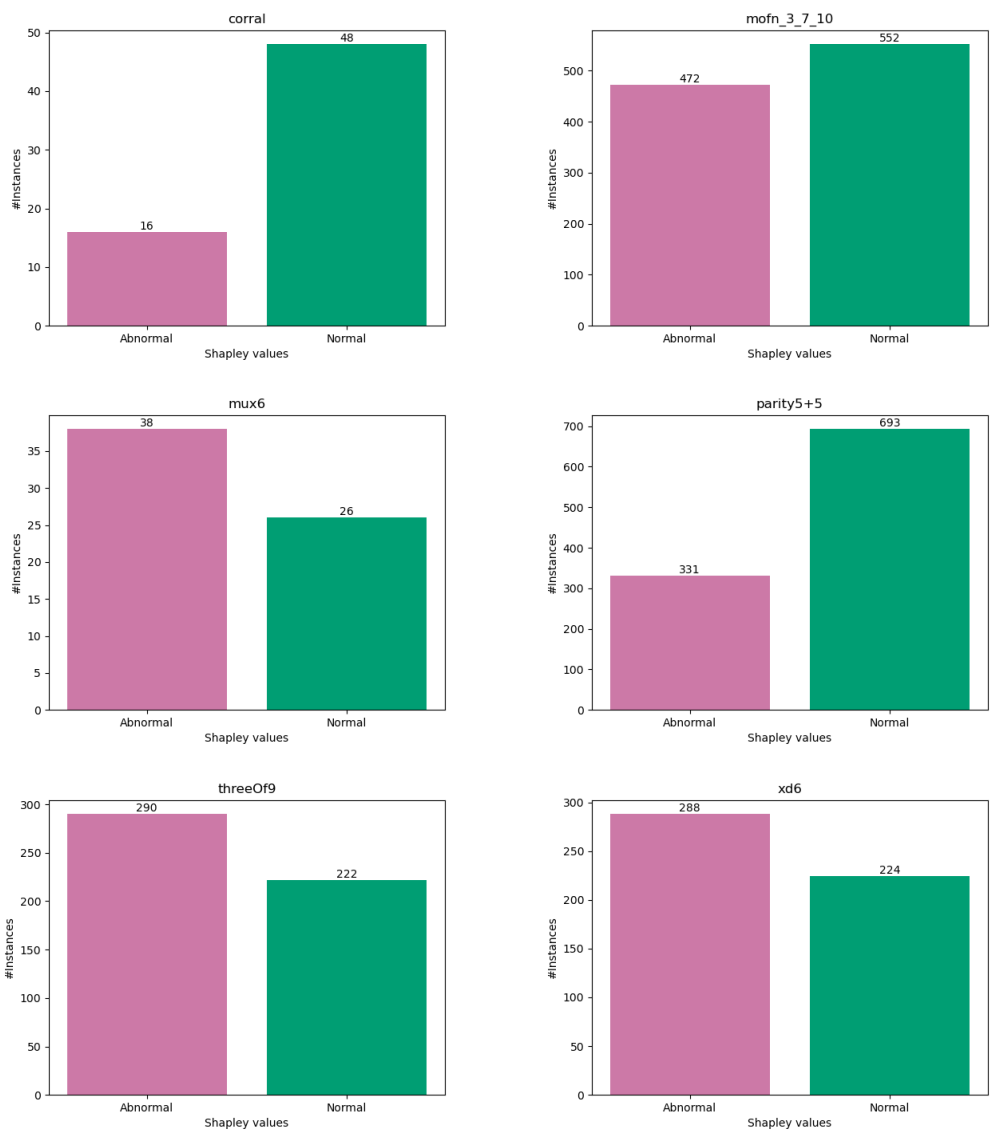 corral
50
48
40
30
20
16
10
0
#Instances
Abnormal Normal
Shapley values
mofn_3_7_10
552
500
472
400
300
200
100
0
#Instances
Abnormal Normal
Shapley values
mux6
38
35
30
26
25
20
15
10
5
0
#Instances
Abnormal Normal
Shapley values
parity5+5
700
693
600
500
400
331
300
200
100
0
#Instances
Abnormal Normal
Shapley values
threeOf9
300
290
250
222
200
150
100
50
0
#Instances
Abnormal Normal
Shapley values
xd6
300
288
250
224
200
150
100
50
0
#Instances
Abnormal Normal
Shapley values